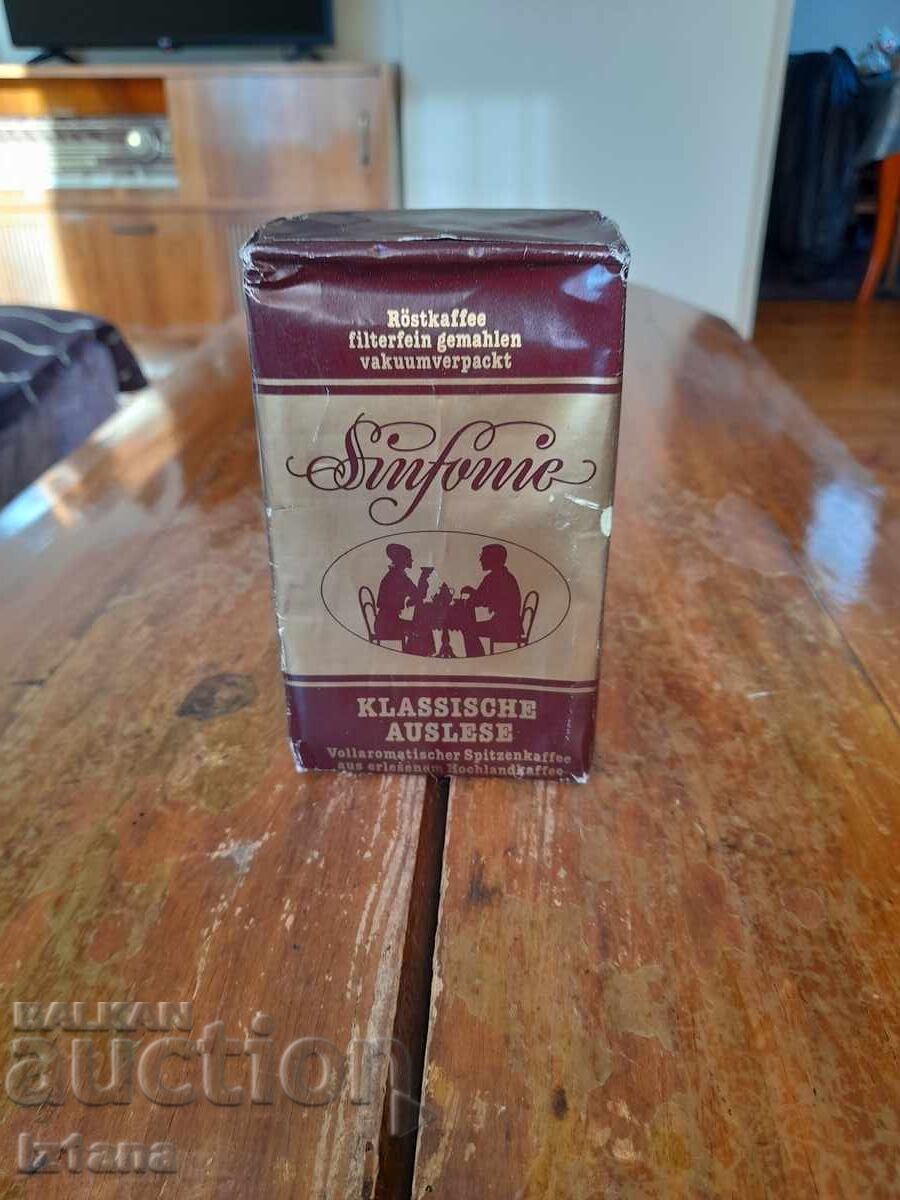 Röstkaffee
filterfein gemahlen
vakuumverpackt
Sinfonie
KLASSISCHE
AUSLESE
Vollaromatischer Spitzenkaffee
aus erlesenem Hochlandkaffee
BALKAN
auction
Iztana